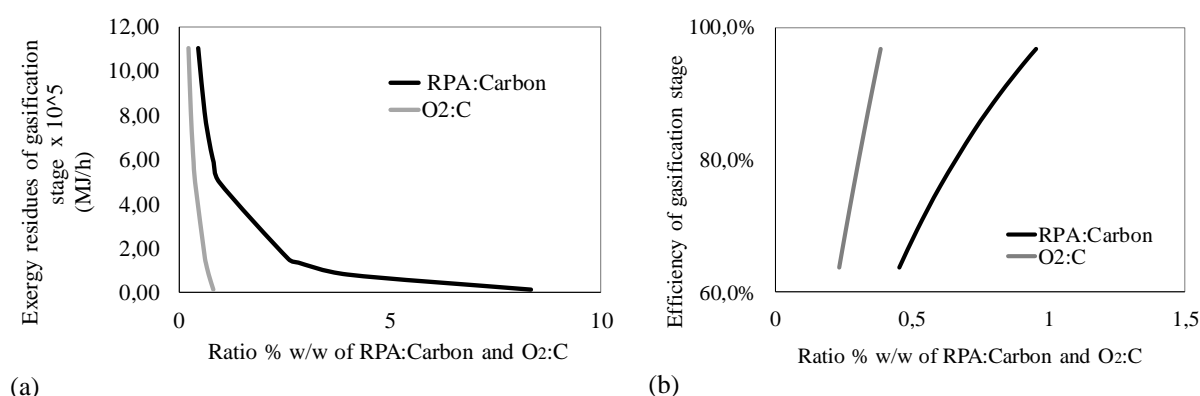 Exergy residues of gasification
stage x 10^5
(MJ/h)
12,00
10,00
8,00
6,00
4,00
2,00
0,00
RPA:Carbon
O2:C
0
5
10
Ratio % w/w of RPA:Carbon and O2:C
(a)
Efficiency of gasification stage
100,0%
80,0%
60,0%
RPA:Carbon
O2:C
0
0,5
1
1,5
Ratio % w/w of RPA:Carbon and O2:C
(b)